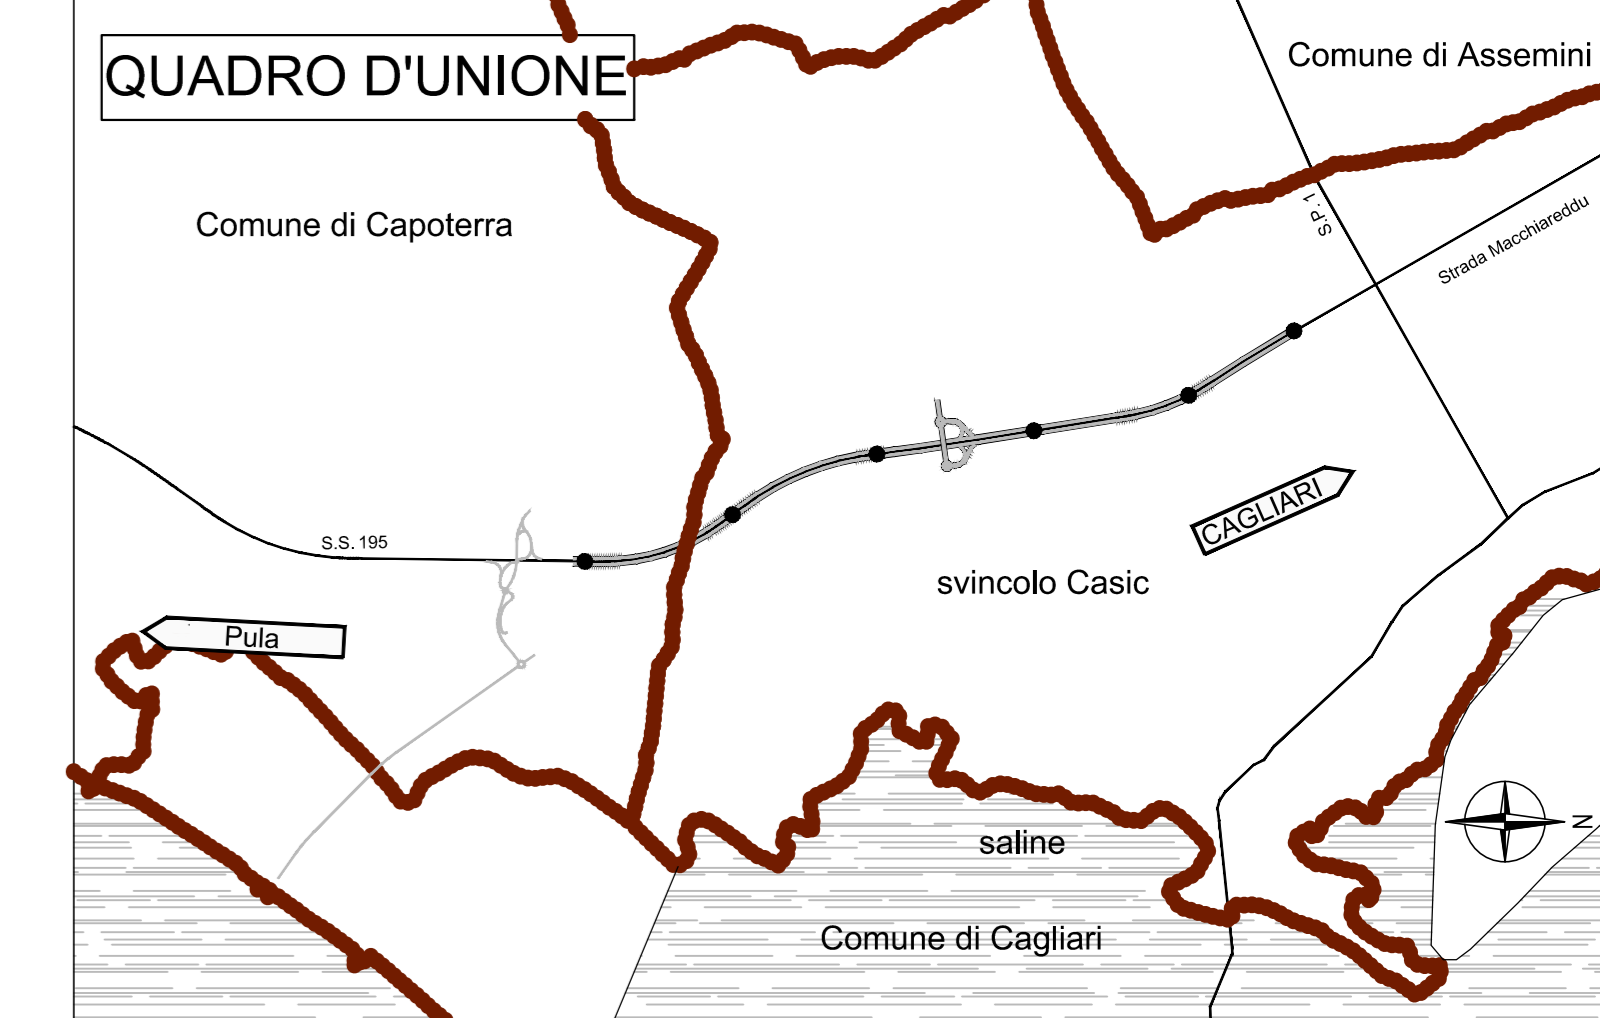 QUADRO D'UNIONE
Comune di Assemini
Comune di Capoterra
S.P. 1
Strada Macchiareddu
S.S. 195
CAGLIARI
svincolo Casic
Pula
saline
N
Comune di Cagliari